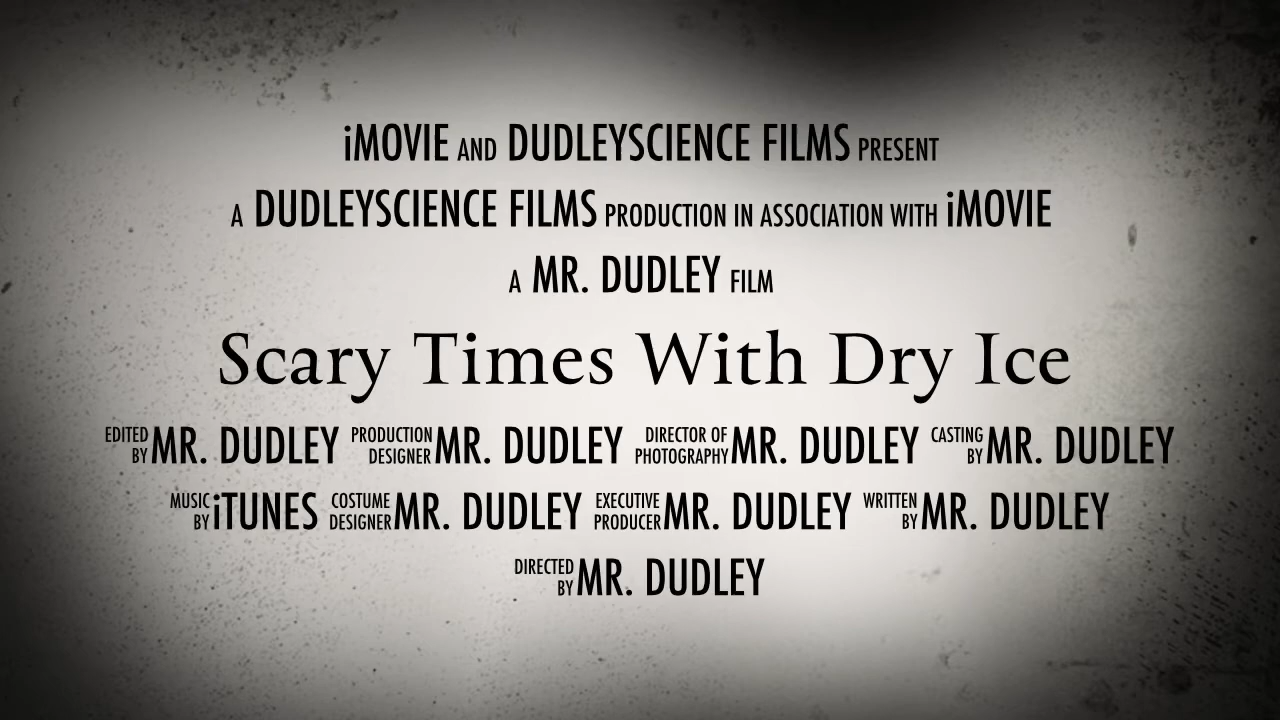 iMOVIE AND DUDLEYSCIENCE FILMS PRESENT
A DUDLEYSCIENCE FILMS PRODUCTION IN ASSOCIATION WITH iMOVIE
A MR. DUDLEY FILM
Scary Times With Dry Ice
EDITED BY MR. DUDLEY PRODUCTION DESIGNER MR. DUDLEY DIRECTOR OF PHOTOGRAPHY MR. DUDLEY CASTING BY MR. DUDLEY
MUSIC BY iTUNES COSTUME DESIGNER MR. DUDLEY EXECUTIVE PRODUCER MR. DUDLEY WRITTEN BY MR. DUDLEY
DIRECTED BY MR. DUDLEY